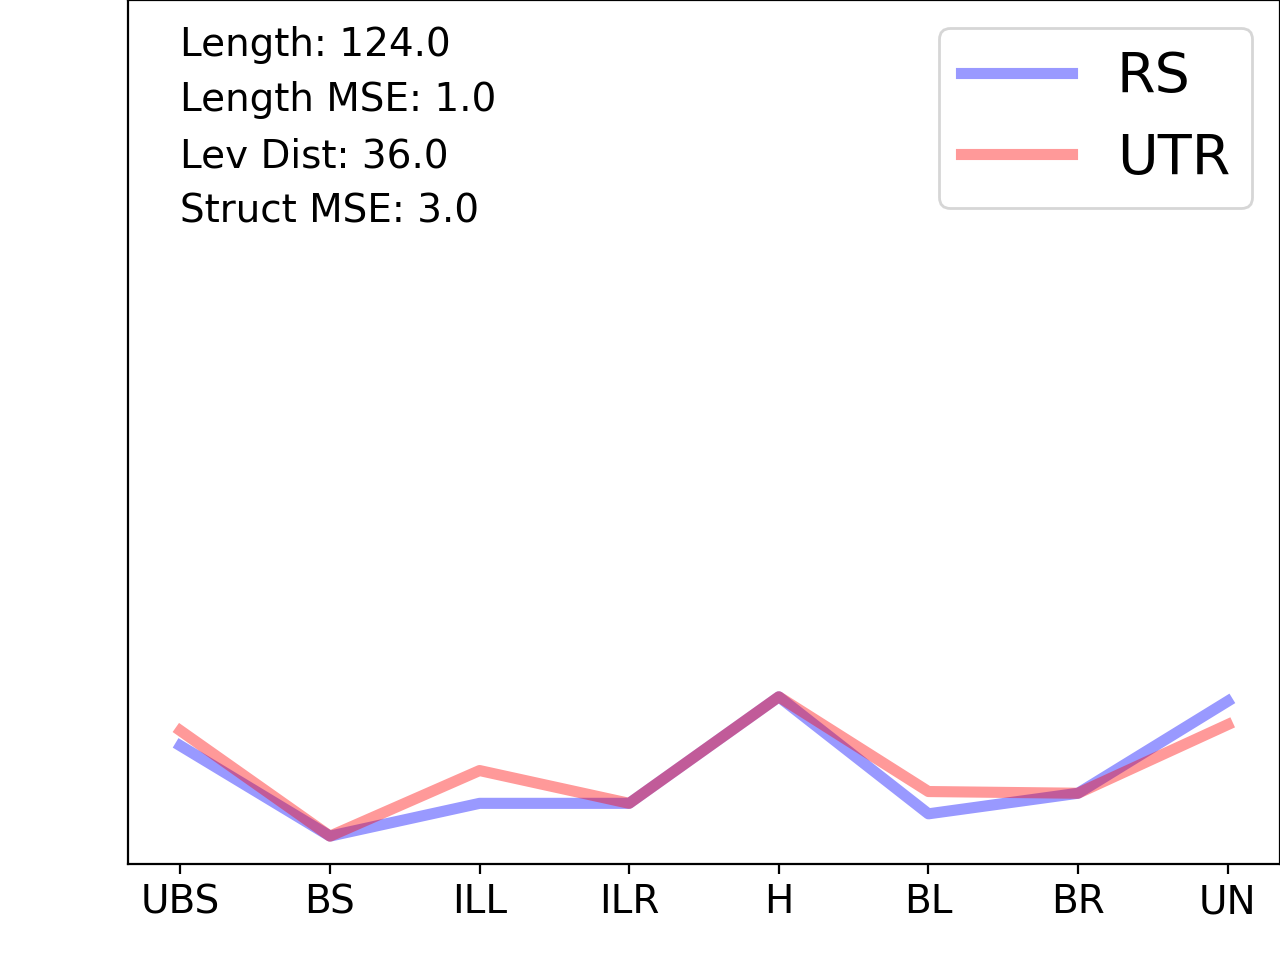 Length: 124.0
Length MSE: 1.0
Lev Dist: 36.0
Struct MSE: 3.0
RS
UTR
UBS BS ILL ILR H BL BR UN